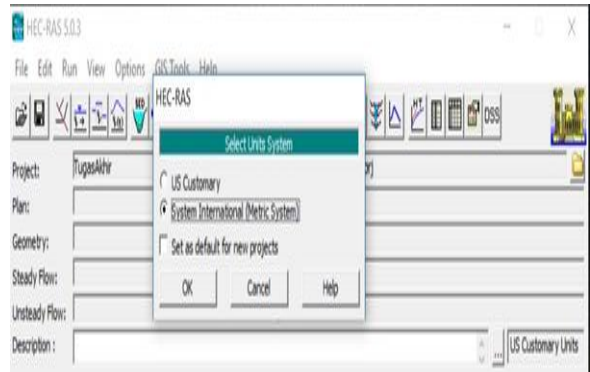 HEC-RAS 5.0.3
File Edit Run View Options GIS Tools Help
HEC-RAS
Select Units System
US Customary
System International (Metric System)
Set as default for new projects
OK Cancel Help
DSS
Project: TugasAkhir
Plan:
Geometry:
Steady Flow:
Unsteady Flow:
Description : ... US Customary Units